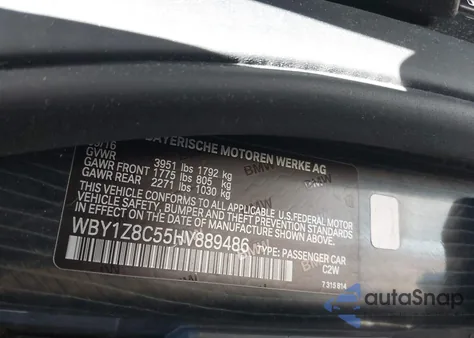 BAYERISCHE MOTOREN WERKE AG
GVWR 3951 lbs 1792 kg
GAWR FRONT 1775 lbs 805 kg
GAWR REAR 2271 lbs 1030 kg
THIS VEHICLE CONFORMS TO ALL APPLICABLE U.S. FEDERAL MOTOR
VEHICLE SAFETY, BUMPER, AND THEFT PREVENTION STANDARDS IN
EFFECT ON THE DATE OF MANUFACTURE SHOWN ABOVE.
WBY1Z8C55HV889486 TYPE: PASSENGER CAR
C2W
7 315 814
autoSnap